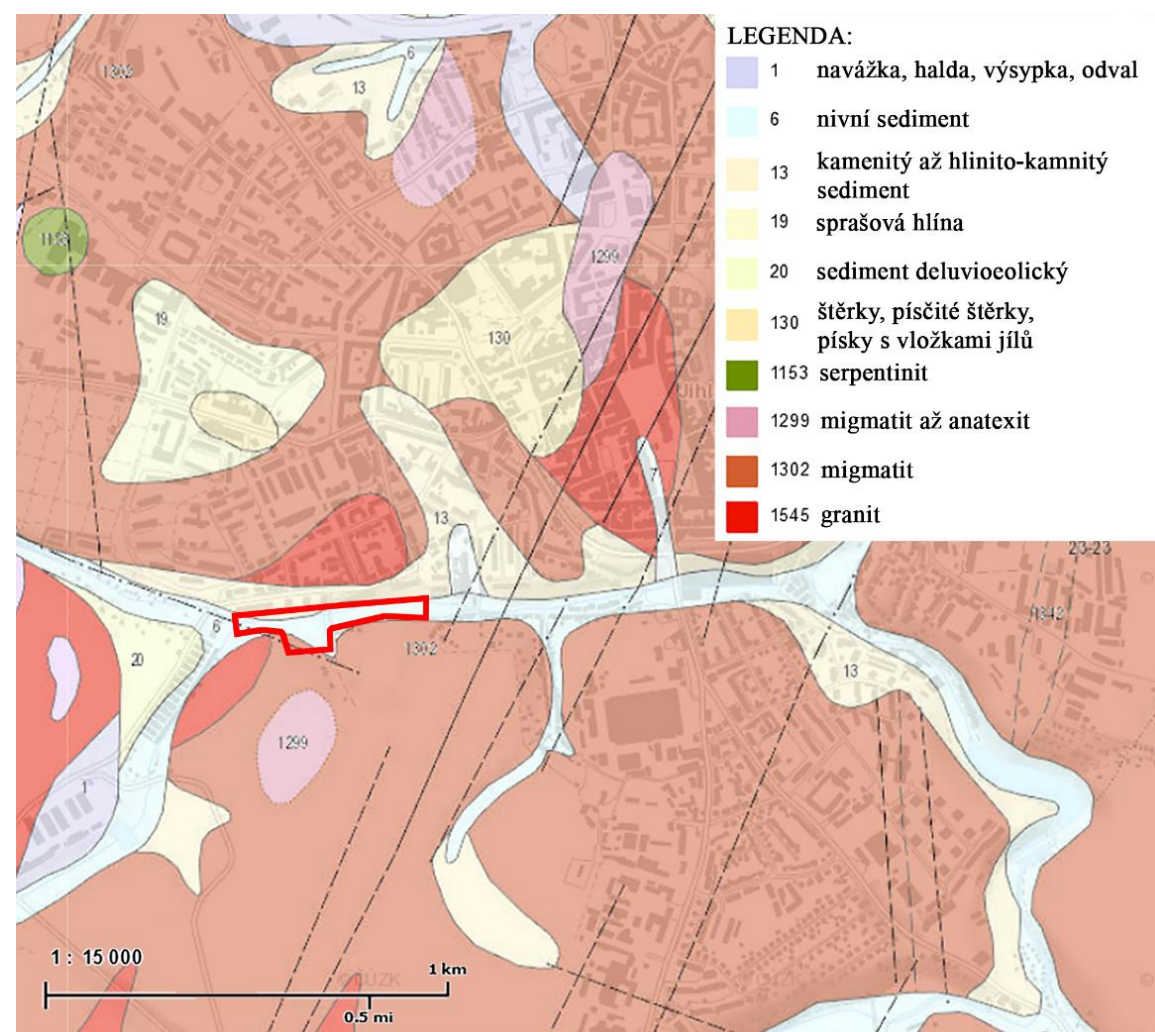 LEGENDA:
1 navážka, halda, výsypka, odval
6 nivní sediment
13 kamenitý až hlinito-kamnitý
sediment
19 sprašová hlína
20 sediment deluvioeolický
130 štěrky, písčité štěrky,
písky s vložkami jílů
1153 serpentinit
1299 migmatit až anatexit
1302 migmatit
1545 granit
6
1302
13
1299
19
130
13
7
23-23
6
20
1302
13
1299
1
1 : 15 000
1 km
0.5 mi